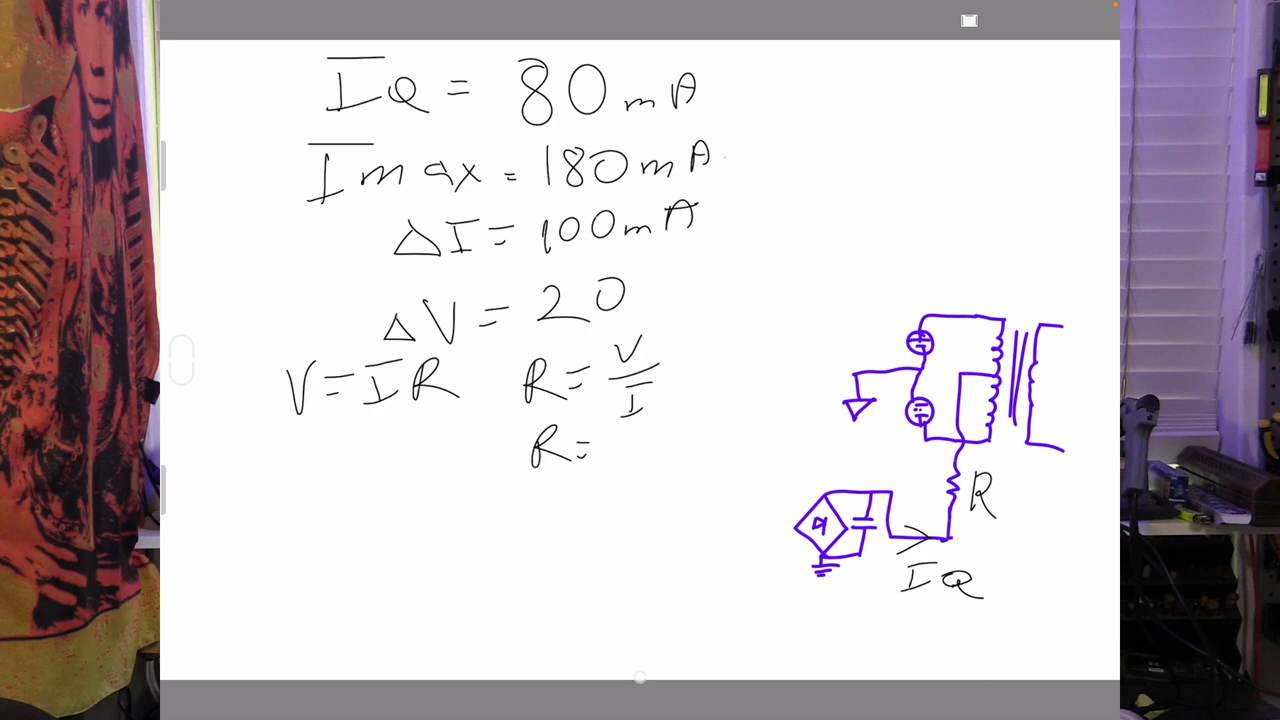 IQ = 80mA
Imax = 180mA
ΔI = 100mA
ΔV = 20
V = IR R = V/I
R =
R
IQ